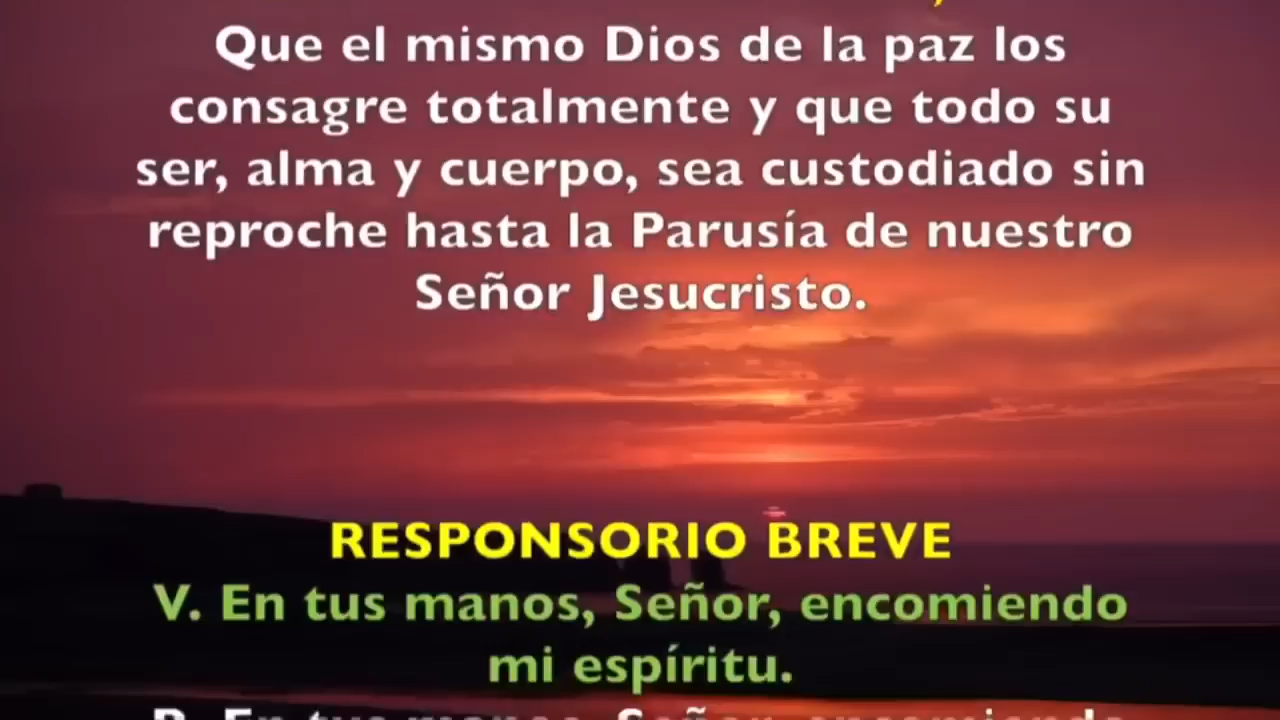 Que el mismo Dios de la paz los
consagre totalmente y que todo su
ser, alma y cuerpo, sea custodiado sin
reproche hasta la Parusía de nuestro
Señor Jesucristo.
RESPONSORIO BREVE
V. En tus manos, Señor, encomiendo
mi espíritu.
R. En tus manos, Señor, encomiendo